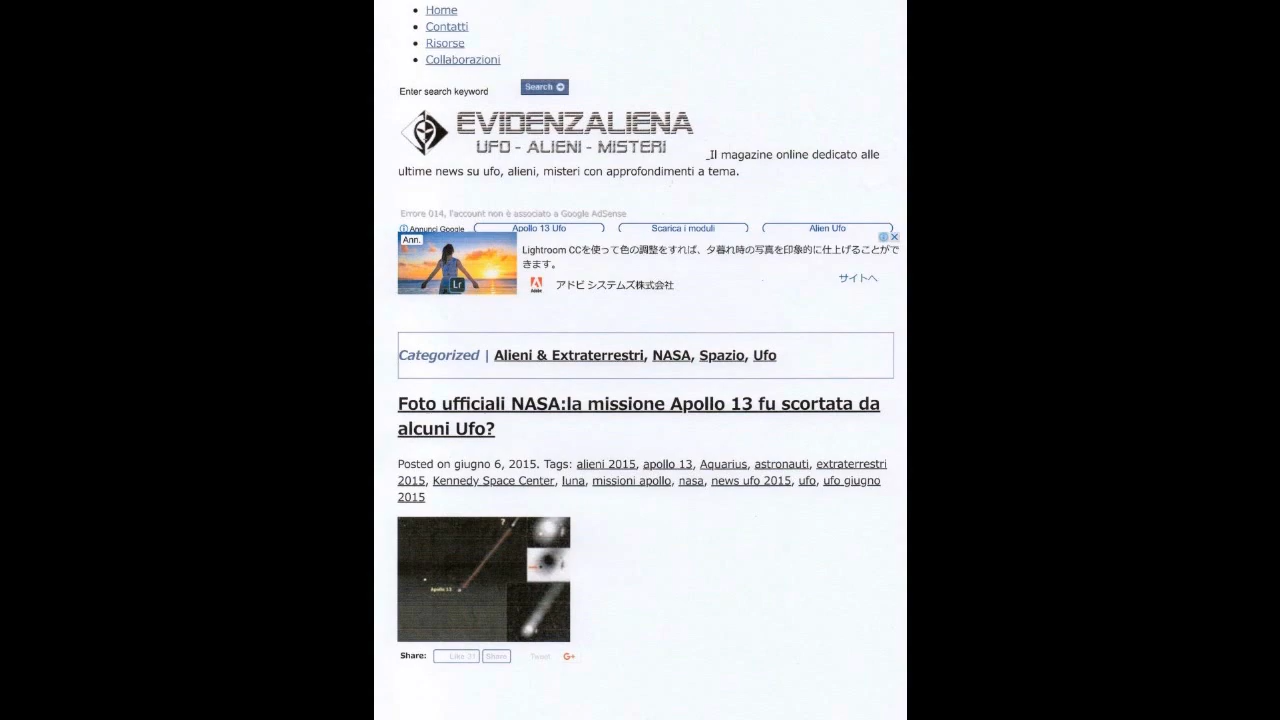 Home
Contatti
Risorse
Collaborazioni
Enter search keyword
Search
EVIDENZALIENA
UFO - ALIENI - MISTERI
_Il magazine online dedicato alle
ultime news su ufo, alieni, misteri con approfondimenti a tema.
Errore 014, l'account non è associato a Google AdSense
Annunci Google
Apollo 13 Ufo
Scarica i moduli
Alien Ufo
Ann.
Lightroom CCを使って色の調整をすれば、夕暮れ時の写真を印象的に仕上げることがで
きます。
Lr
Adobe
アドビ システムズ株式会社
サイトへ
Categorized | Alieni & Extraterrestri, NASA, Spazio, Ufo
Foto ufficiali NASA:la missione Apollo 13 fu scortata da
alcuni Ufo?
Posted on giugno 6, 2015. Tags: alieni 2015, apollo 13, Aquarius, astronauti, extraterrestri
2015, Kennedy Space Center, luna, missioni apollo, nasa, news ufo 2015, ufo, ufo giugno
2015
?
Apollo 13
Share:
Like 31
Share
Tweet
G+